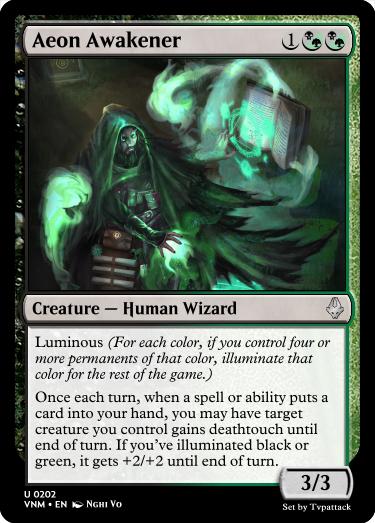 Aeon Awakener
1
Creature — Human Wizard
Luminous (For each color, if you control four or
more permanents of that color, illuminate that
color for the rest of the game.)
Once each turn, when a spell or ability puts a
card into your hand, you may have target
creature you control gains deathtouch until
end of turn. If you've illuminated black or
green, it gets +2/+2 until end of turn.
3/3
U 0202
VNM • EN Nghi Vo
Set by Tvpattack